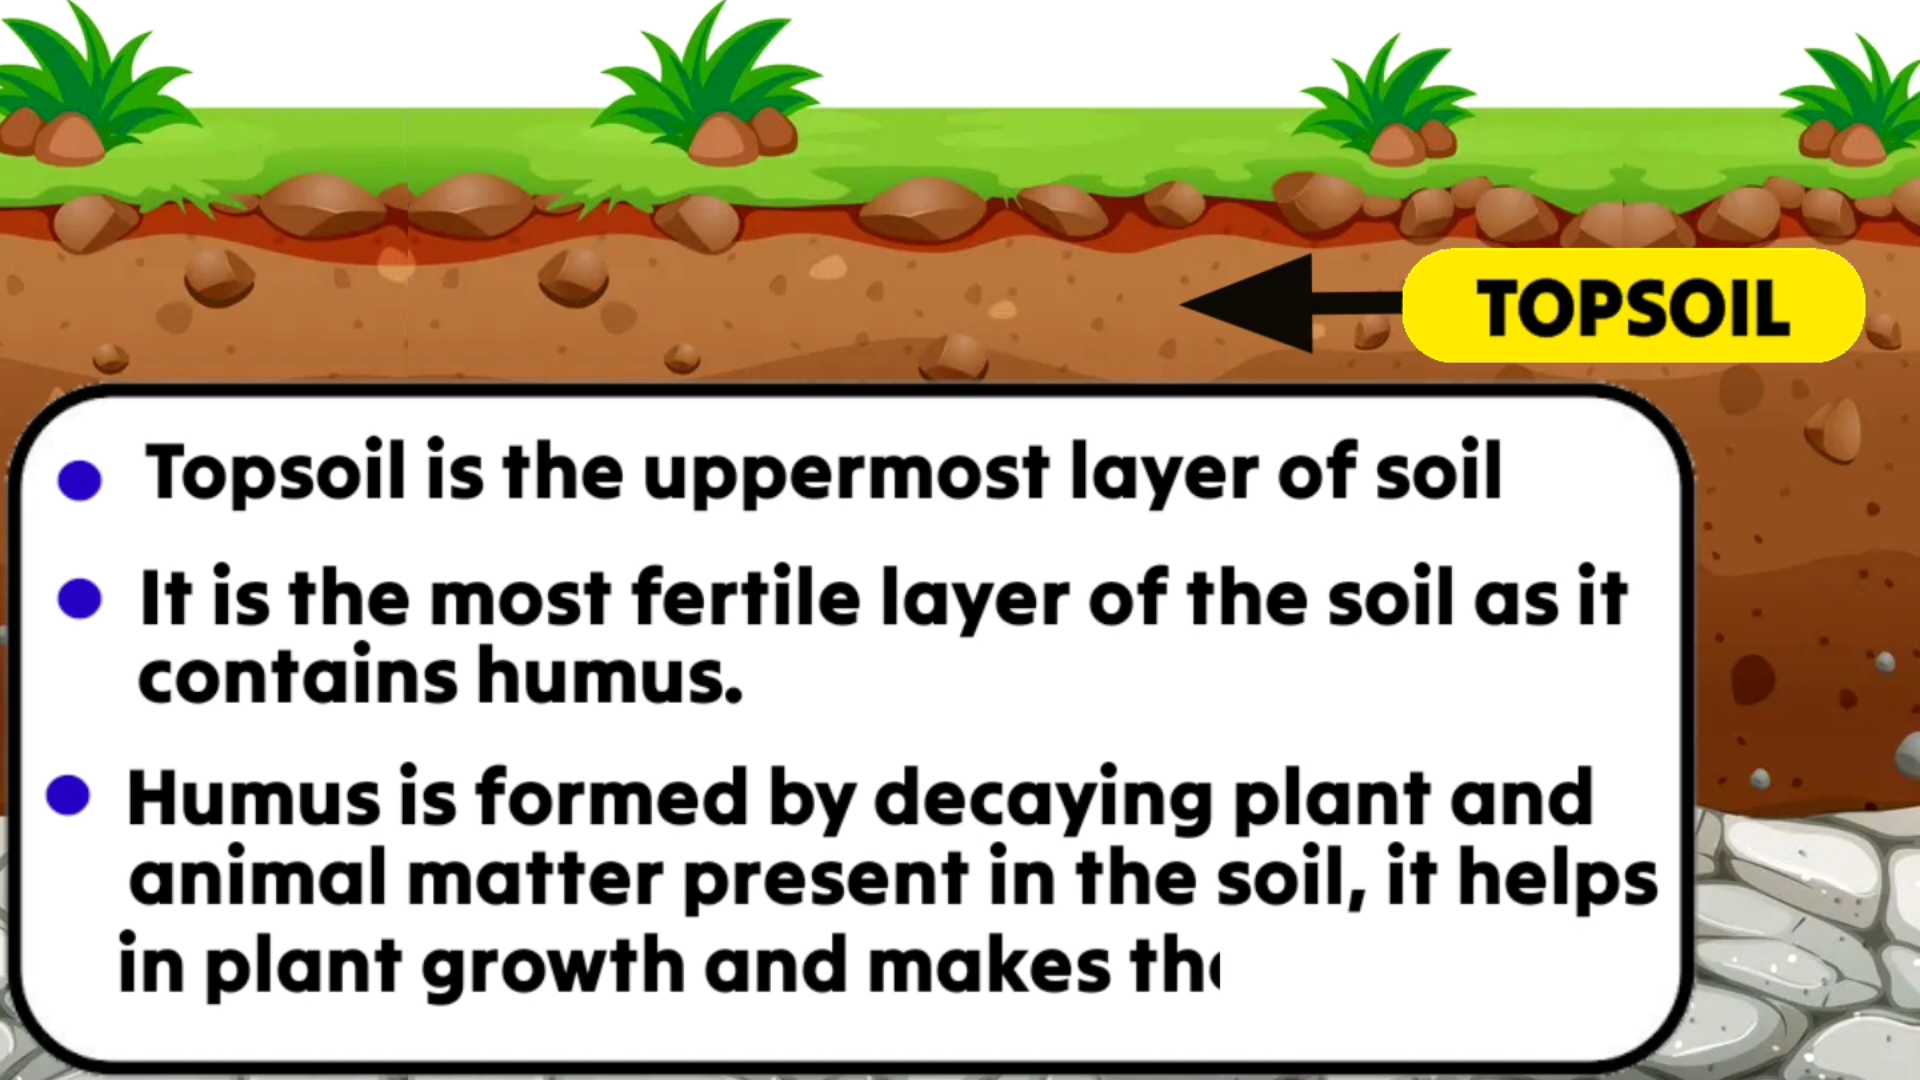 TOPSOIL
Topsoil is the uppermost layer of soil
It is the most fertile layer of the soil as it
contains humus.
Humus is formed by decaying plant and
animal matter present in the soil, it helps
in plant growth and makes